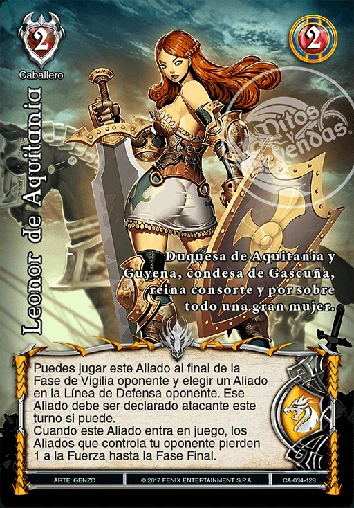 2
2
Caballero
Leonor de Aquitania
Mitos y Leyendas
Duquesa de Aquitania y
Guyena, condesa de Gascuña,
reina consorte y por sobre
todo una gran mujer.
Puedes jugar este Aliado al final de la
Fase de Vigilia oponente y elegir un Aliado
en la Línea de Defensa oponente. Ese
Aliado debe ser declarado atacante este
turno si puede.
Cuando este Aliado entra en juego, los
Aliados que controla tu oponente pierden
1 a la Fuerza hasta la Fase Final.
ARTE: GENZO
© 2017 FENIX ENTERTAINMENT S.P.A.